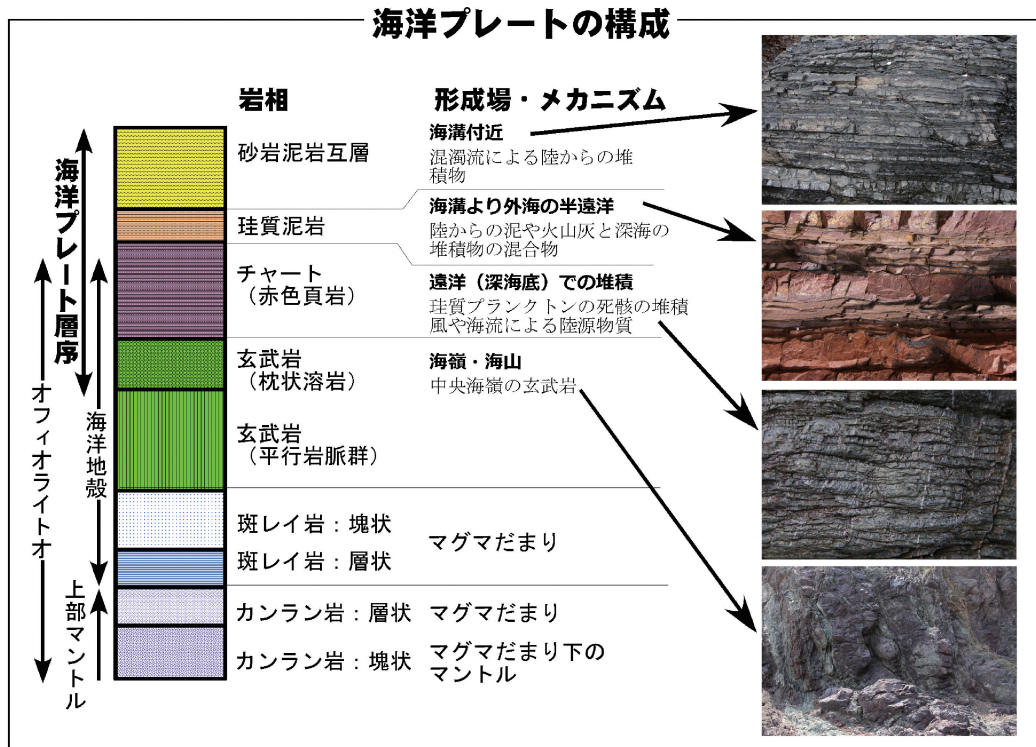 海洋プレートの構成
岩相
形成場・メカニズム
海洋プレート層序
オフィオライトオ
海洋地殻
上部マントル
砂岩泥岩互層
海溝付近
混濁流による陸からの堆
積物
珪質泥岩
海溝より外海の半遠洋
陸からの泥や火山灰と深海の
堆積物の混合物
チャート
（赤色頁岩）
遠洋（深海底）での堆積
珪質プランクトンの死骸の堆積
風や海流による陸源物質
玄武岩
（枕状溶岩）
海嶺・海山
中央海嶺の玄武岩
玄武岩
（平行岩脈群）
斑レイ岩：塊状
斑レイ岩：層状
マグマだまり
カンラン岩：層状
マグマだまり
カンラン岩：塊状
マグマだまり下の
マントル